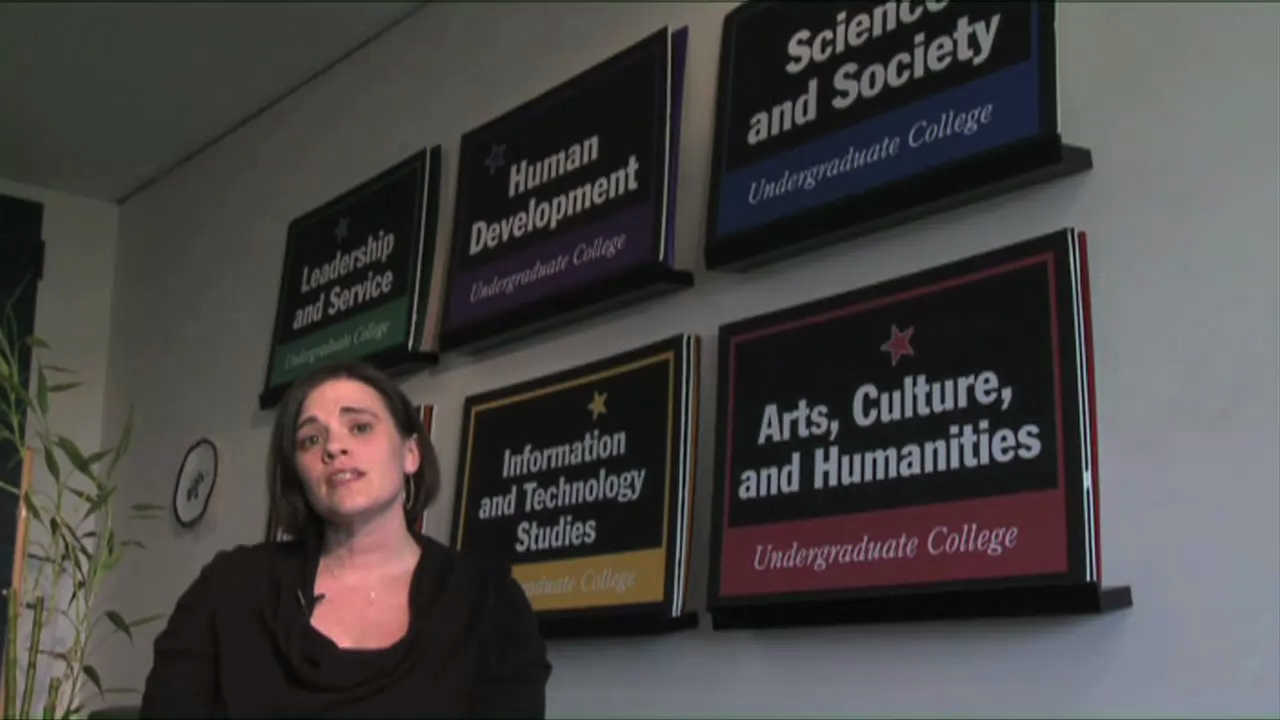 Science
and Society
Undergraduate College
Human
Development
Undergraduate College
Leadership
and Service
Undergraduate College
Information
and Technology
Studies
College
Arts, Culture,
and Humanities
Undergraduate College